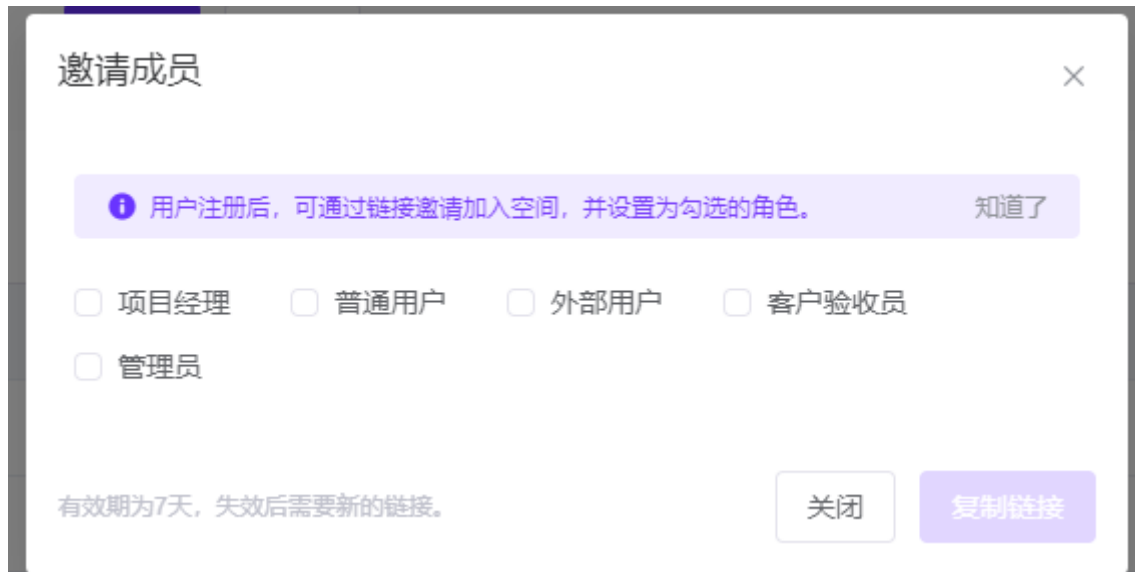 邀请成员
用户注册后，可通过链接邀请加入空间，并设置为勾选的角色。 知道了
项目经理 普通用户 外部用户 客户验收员
管理员
有效期为7天，失效后需要新的链接。 关闭 复制链接